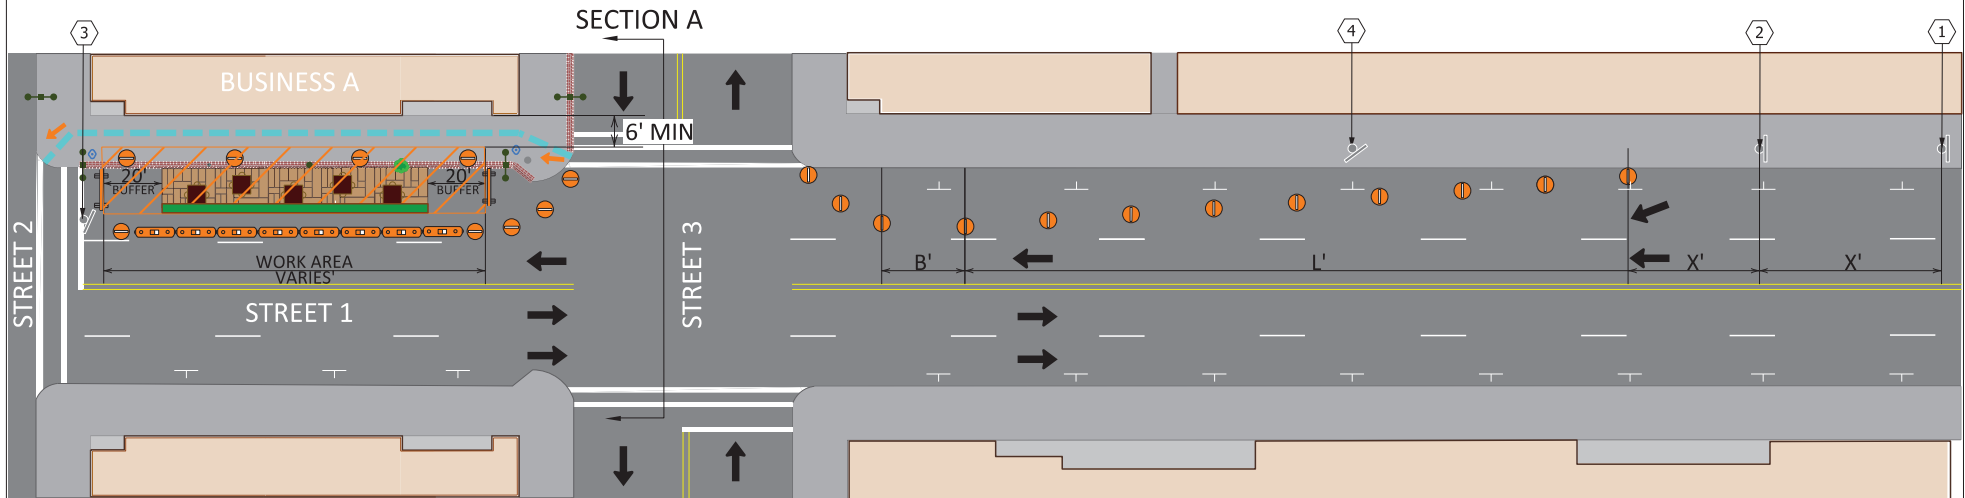 SECTION A
3
4
2
1
BUSINESS A
6' MIN
20'
BUFFER
20'
BUFFER
WORK AREA
VARIES'
B'
L'
X'
X'
STREET 2
STREET 3
STREET 1